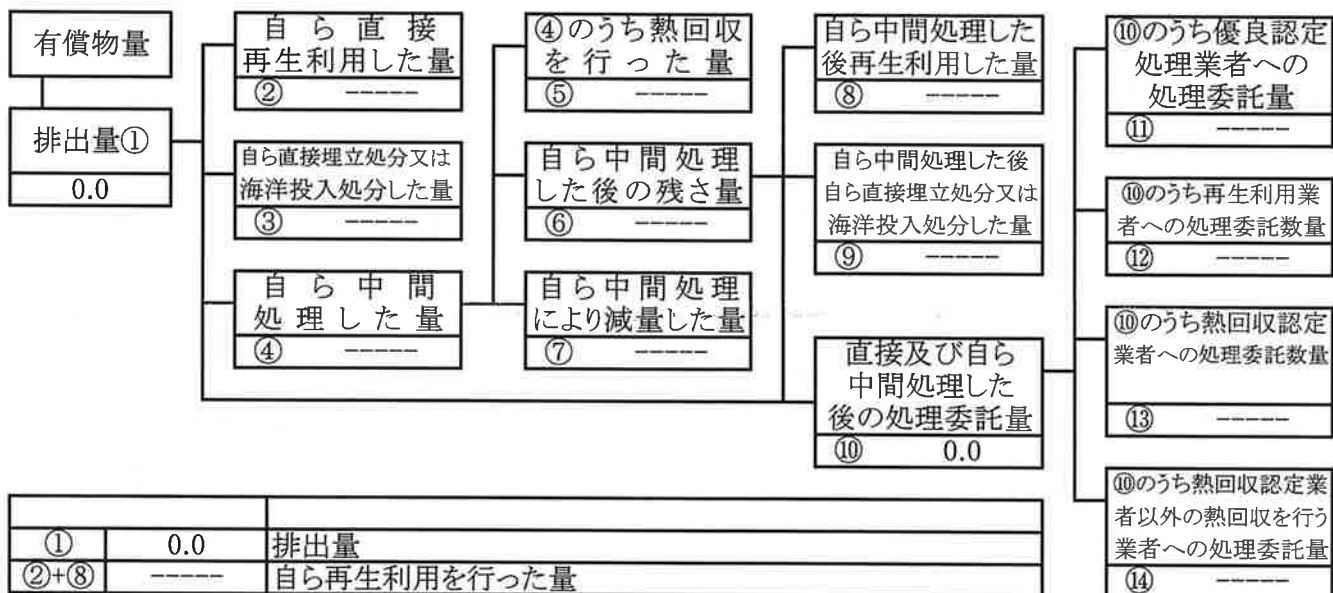 有償物量
排出量①
0.0
自ら直接
再生利用した量
② -----
自ら直接埋立処分又は
海洋投入処分した量
③ -----
自ら中間
処理した量
④ -----
④のうち熱回収
を行った量
⑤ -----
自ら中間処理
した後の残さ量
⑥ -----
自ら中間処理
により減量した量
⑦ -----
自ら中間処理した
後再生利用した量
⑧ -----
自ら中間処理した後
自ら直接埋立処分又は
海洋投入処分した量
⑨ -----
直接及び自ら
中間処理した
後の処理委託量
⑩ 0.0
⑩のうち優良認定
処理業者への
処理委託量
⑪ -----
⑩のうち再生利用業
者への処理委託数量
⑫ -----
⑩のうち熱回収認定
業者への処理委託数量
⑬ -----
⑩のうち熱回収認定業
者以外の熱回収を行う
業者への処理委託量
⑭ -----
① 0.0 排出量
②+⑧ ----- 自ら再生利用を行った量